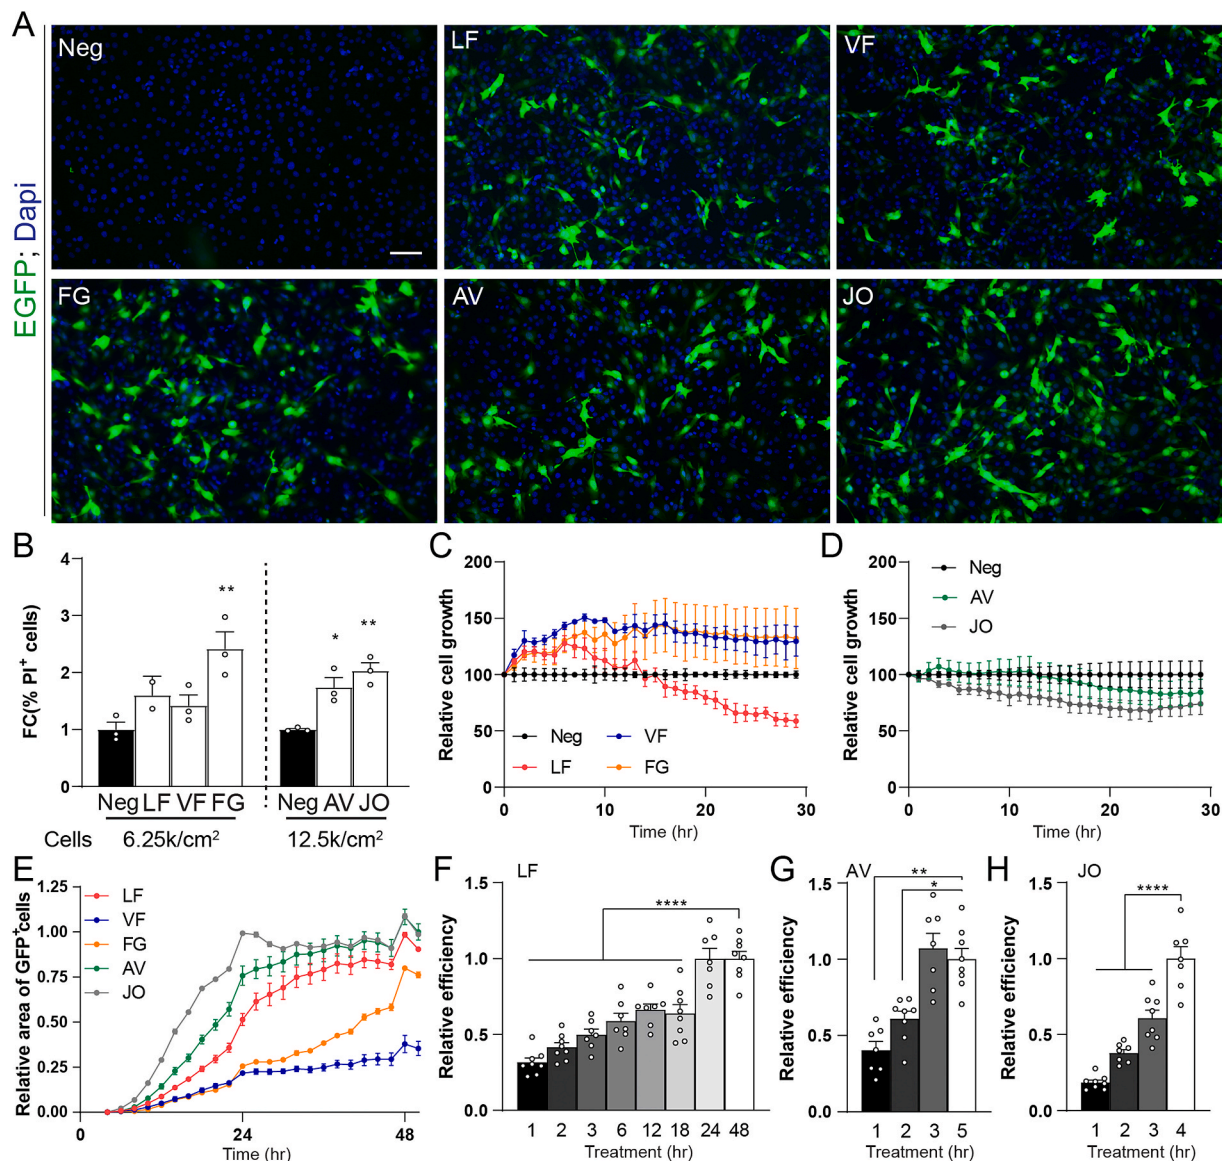 A
EGFP; Dapi
Neg
LF
VF
FG
AV
JO
B
FC(% PI+ cells)
4
3
2
1
0
**
*
**
Neg LF VF FG
Neg AV JO
Cells 6.25k/cm2 12.5k/cm2
C
Relative cell growth
200
150
100
50
0
Neg
LF
VF
FG
0 10 20 30
Time (hr)
D
Relative cell growth
200
150
100
50
0
Neg
AV
JO
0 10 20 30
Time (hr)
E
Relative area of GFP+cells
1.25
1.00
0.75
0.50
0.25
0.00
LF
VF
FG
AV
JO
0 24 48
Time (hr)
F
LF
Relative efficiency
1.5
1.0
0.5
0.0
****
1 2 3 6 12 18 24 48
Treatment (hr)
G
AV
Relative efficiency
1.5
1.0
0.5
0.0
**
*
1 2 3 5
Treatment (hr)
H
JO
Relative efficiency
1.5
1.0
0.5
0.0
****
1 2 3 4
Treatment (hr)